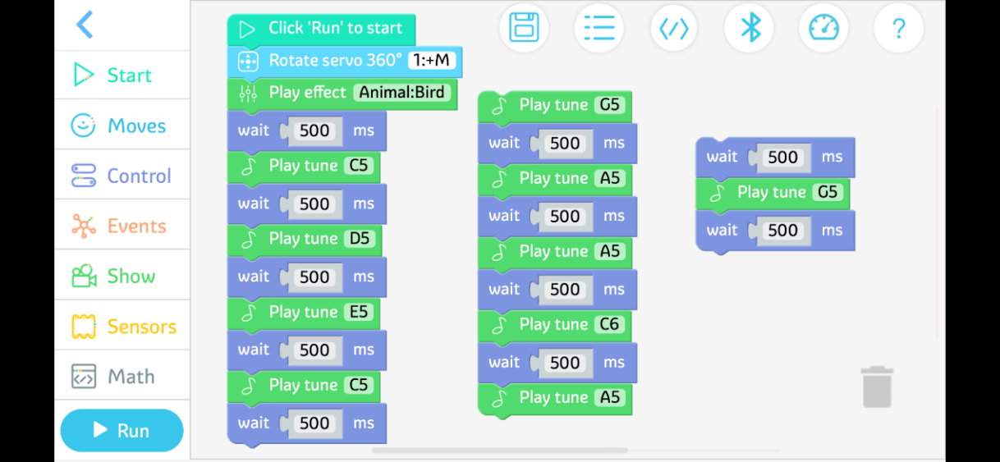 Start
Moves
Control
Events
Show
Sensors
Math
Run
Click 'Run' to start
Rotate servo 360° 1:+M
Play effect Animal:Bird
wait 500 ms
Play tune C5
wait 500 ms
Play tune D5
wait 500 ms
Play tune E5
wait 500 ms
Play tune C5
wait 500 ms
Play tune G5
wait 500 ms
Play tune A5
wait 500 ms
Play tune A5
wait 500 ms
Play tune C6
wait 500 ms
Play tune A5
wait 500 ms
Play tune G5
wait 500 ms
?